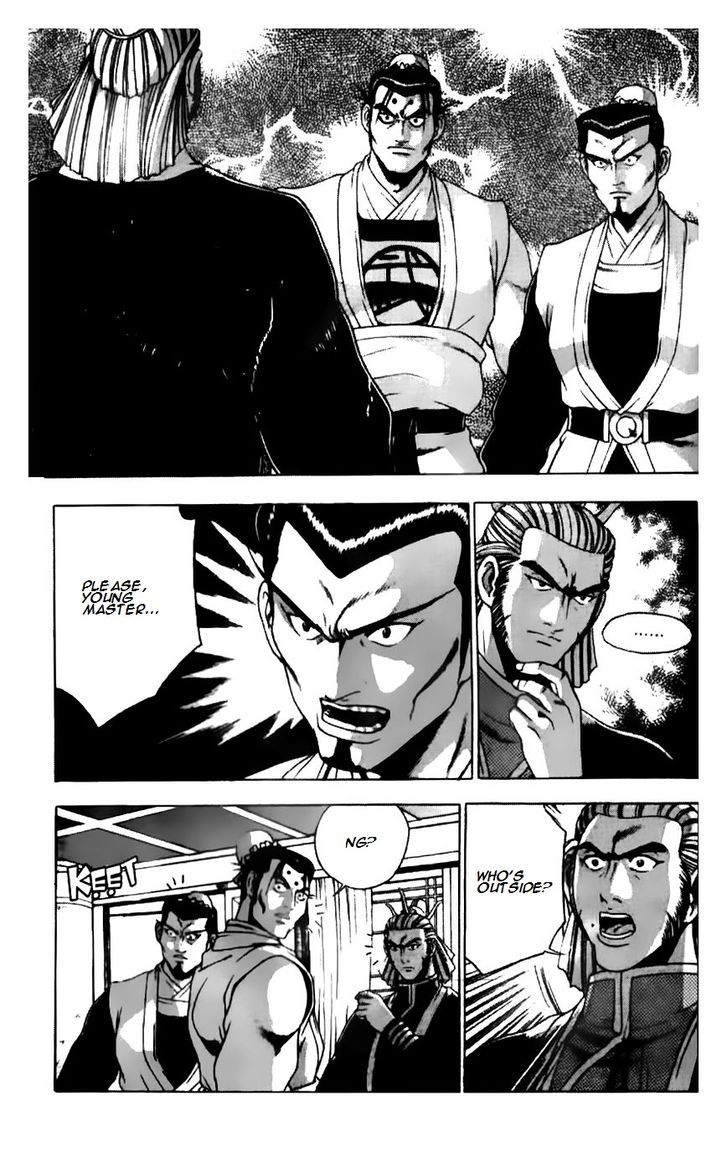 ......
PLEASE,
YOUNG
MASTER...
WHO'S
OUTSIDE?
NG?
KEET